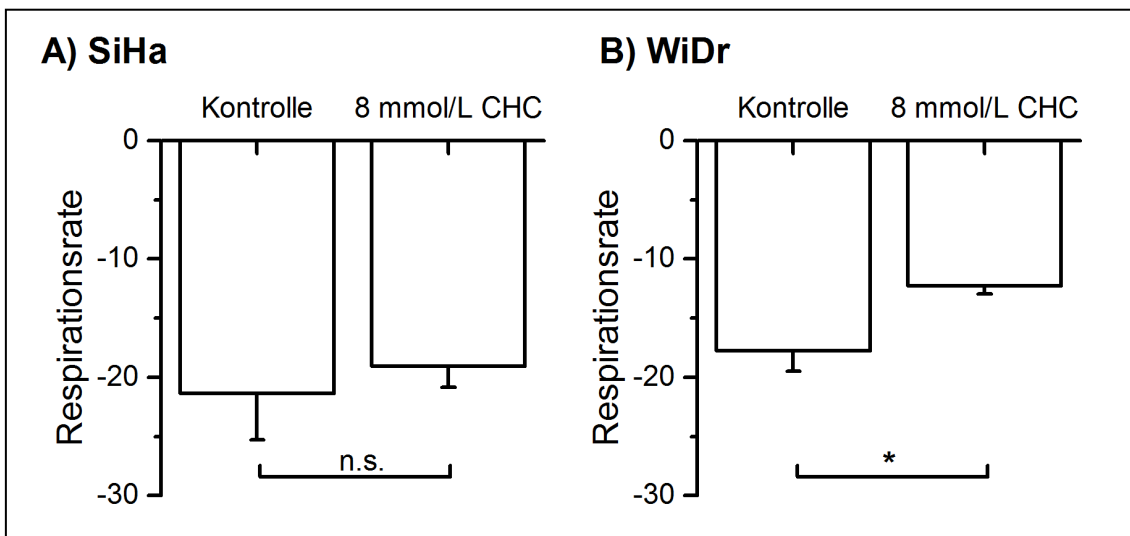 A) SiHa
Kontrolle 8 mmol/L CHC
0
-10
-20
-30
Respirationsrate
n.s.
B) WiDr
Kontrolle 8 mmol/L CHC
0
-10
-20
-30
Respirationsrate
*